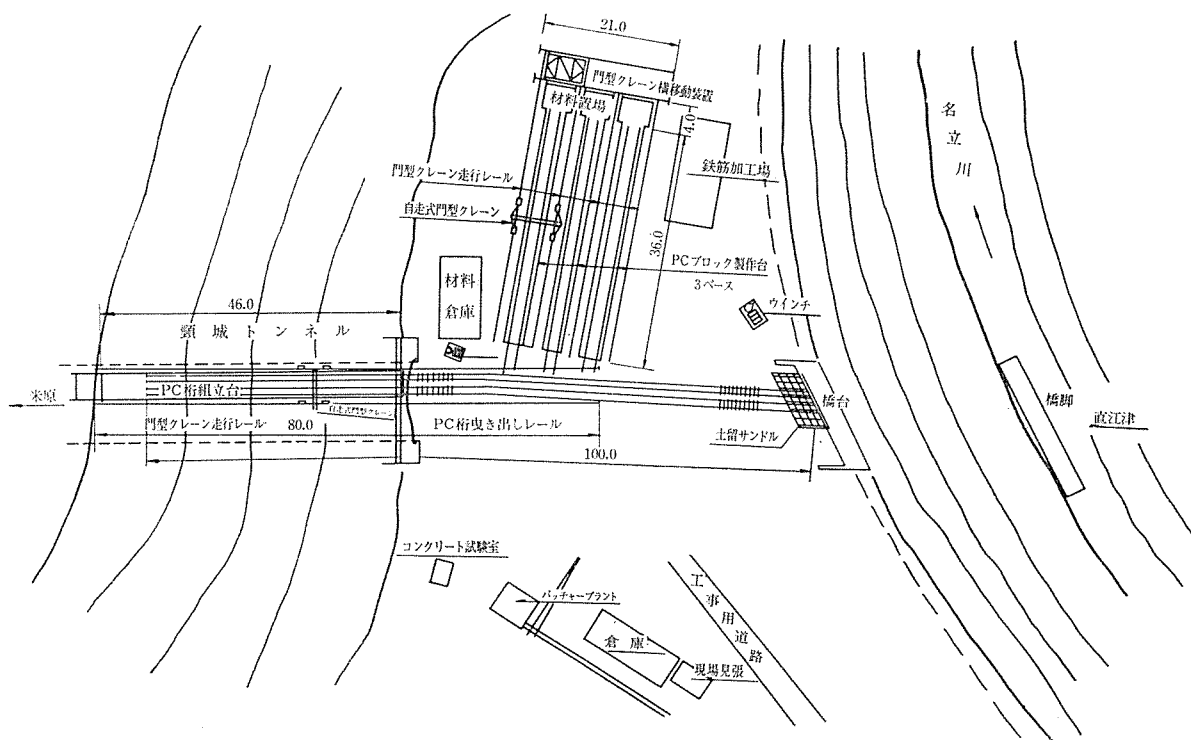 21.0
門型クレーン横移動装置
材料置場
4.0
名立川
鉄筋加工場
門型クレーン走行レール
自走式門型クレーン
36.0
PCブロック製作台
3ベース
材料
倉庫
ウインチ
46.0
頸城トンネル
PC桁組立台
米原
自走式門型クレーン
橋台
橋脚
直江津
門型クレーン走行レール
80.0
PC桁曳き出しレール
土留サンドル
100.0
コンクリート試験室
バッチャープラント
工事用道路
倉庫
現場見張